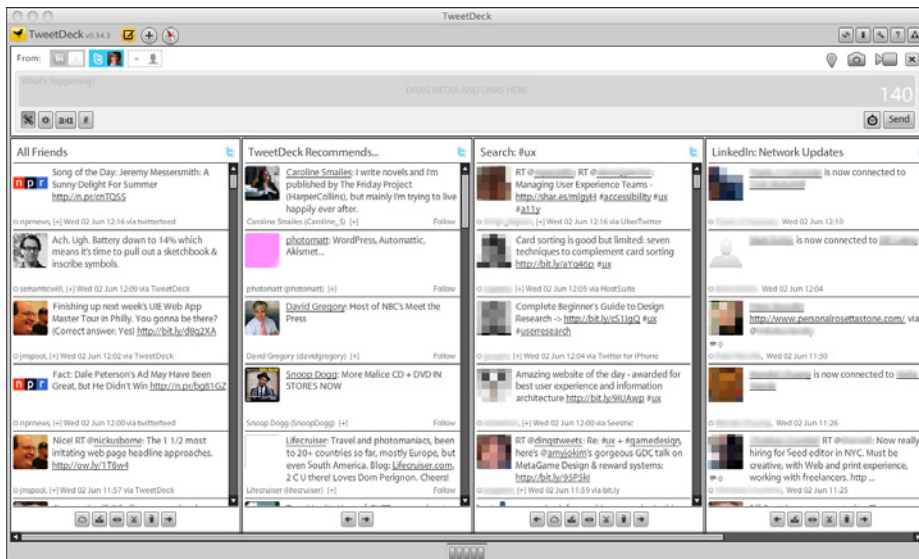 TweetDeck
TweetDeck v0.34.3
From:
What's happening?
DRAG MEDIA AND LINKS HERE
140
Send
All Friends
Song of the Day: Jeremy Messersmith: A
Sunny Delight For Summer
http://n.pr/cnTQSS
nprnews, [+] Wed 02 Jun 12:16 via twitterfeed
Ach. Ugh. Battery down to 14% which
means it's time to pull out a sketchbook &
inscribe symbols.
semanticwill, [+] Wed 02 Jun 12:00 via TweetDeck
Finishing up next week's UIE Web App
Master Tour in Philly. You gonna be there?
(Correct answer: Yes) http://bit.ly/d8q2XA
jmspool, [+] Wed 02 Jun 12:02 via TweetDeck
npr
Fact: Dale Peterson's Ad May Have Been
Great, But He Didn't Win http://n.pr/bg81GZ
nprnews, [+] Wed 02 Jun 12:00 via twitterfeed
Nice! RT @nickusborne: The 1 1/2 most
irritating web page headline approaches.
http://ow.ly/1T6w4
jmspool, [+] Wed 02 Jun 11:57 via TweetDeck
TweetDeck Recommends...
Caroline Smailes: I write novels and I'm
published by The Friday Project
(HarperCollins), but mainly I'm trying to live
happily ever after.
Caroline Smailes (Caroline_S) [+] Follow
photomatt: WordPress, Automattic,
Akismet...
photomatt (photomatt) [+] Follow
David Gregory: Host of NBC's Meet the
Press
David Gregory (davidgregory) [+] Follow
Snoop Dogg: More Malice CD + DVD IN
STORES NOW
Snoop Dogg (SnoopDogg) [+] Follow
Lifecruiser: Travel and photomaniacs, been
to 20+ countries so far, mostly Europe, but
even South America. Blog: Lifecruiser.com,
2 C U there! Loves Dom Perignon. Cheers!
Lifecruiser (lifecruiser) [+] Follow
Search: #ux
RT @
Managing User Experience Teams -
http://shar.es/mlgyH #accessibility #ux
#a11y
[+] Wed 02 Jun 12:16 via UberTwitter
Card sorting is good but limited: seven
techniques to complement card sorting
http://bit.ly/aYq46p #ux
[+] Wed 02 Jun 12:05 via HootSuite
Complete Beginner's Guide to Design
Research -> http://bit.ly/cS1JgQ #ux
#userresearch
[+] Wed 02 Jun 12:04 via Twitter for iPhone
Amazing website of the day - awarded for
best user experience and information
architecture http://bit.ly/9iUAwp #ux
[+] Wed 02 Jun 12:00 via Seesmic
RT @dingstweets: Re: #ux + #gamedesign,
here's @amyjokim's gorgeous GDC talk on
MetaGame Design & reward systems:
http://bit.ly/95PSkI
[+] Wed 02 Jun 11:59 via bit.ly
LinkedIn: Network Updates
is now connected to
Wed 02 Jun 12:10
is now connected to
Wed 02 Jun 12:04
http://www.personalrosettastone.com/ via
@
0
Wed 02 Jun 11:50
is now connected to
Wed 02 Jun 11:26
RT @ : Now really
hiring for Seed editor in NYC. Must be
creative, with Web and print experience,
working with freelancers. http ...
0
Wed 02 Jun 11:25